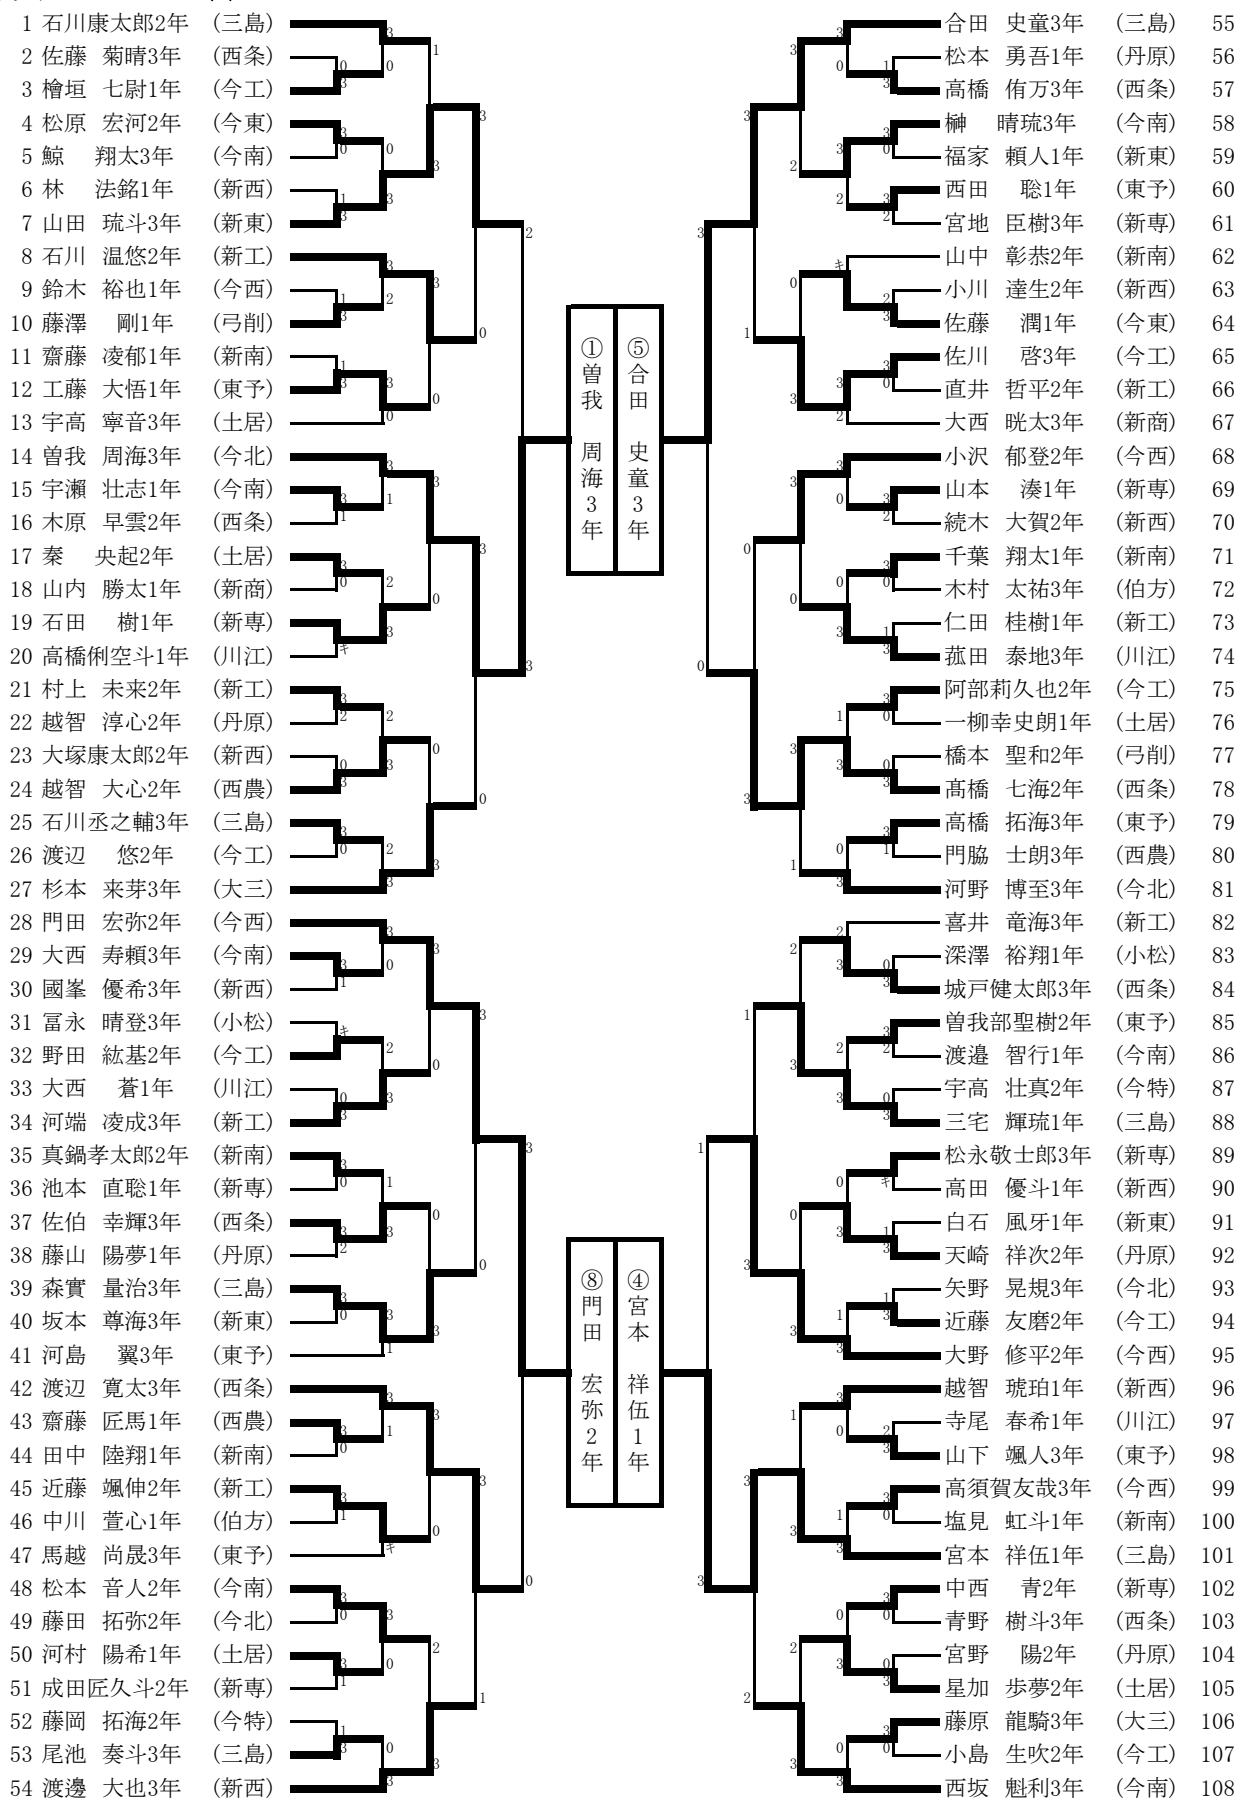 1 石川康太郎2年 (三島)
2 佐藤 菊晴3年 (西条)
3 檜垣 七尉1年 (今工)
4 松原 宏河2年 (今東)
5 鯨 翔太3年 (今南)
6 林 法銘1年 (新西)
7 山田 琉斗3年 (新東)
8 石川 温悠2年 (新工)
9 鈴木 裕也1年 (今西)
10 藤澤 剛1年 (弓削)
11 齋藤 凌郁1年 (新南)
12 工藤 大悟1年 (東予)
13 宇高 寧音3年 (土居)
14 曽我 周海3年 (今北)
15 宇瀬 壮志1年 (今南)
16 木原 早雲2年 (西条)
17 秦 央起2年 (土居)
18 山内 勝太1年 (新商)
19 石田 樹1年 (新専)
20 高橋俐空斗1年 (川江)
21 村上 未来2年 (新工)
22 越智 淳心2年 (丹原)
23 大塚康太郎2年 (新西)
24 越智 大心2年 (西農)
25 石川丞之輔3年 (三島)
26 渡辺 悠2年 (今工)
27 杉本 来芽3年 (大三)
28 門田 宏弥2年 (今西)
29 大西 寿頼3年 (今南)
30 國峯 優希3年 (新西)
31 冨永 晴登3年 (小松)
32 野田 紘基2年 (今工)
33 大西 蒼1年 (川江)
34 河端 凌成3年 (新工)
35 真鍋孝太郎2年 (新南)
36 池本 直聡1年 (新専)
37 佐伯 幸輝3年 (西条)
38 藤山 陽夢1年 (丹原)
39 森實 量治3年 (三島)
40 坂本 尊海3年 (新東)
41 河島 翼3年 (東予)
42 渡辺 寛太3年 (西条)
43 齋藤 匠馬1年 (西農)
44 田中 陸翔1年 (新南)
45 近藤 颯伸2年 (新工)
46 中川 萱心1年 (伯方)
47 馬越 尚晟3年 (東予)
48 松本 音人2年 (今南)
49 藤田 拓弥2年 (今北)
50 河村 陽希1年 (土居)
51 成田匠久斗2年 (新専)
52 藤岡 拓海2年 (今特)
53 尾池 奏斗3年 (三島)
54 渡邊 大也3年 (新西)
①曽我 周海3年
⑤合田 史童3年
⑧門田 宏弥2年
④宮本 祥伍1年
合田 史童3年 (三島) 55
松本 勇吾1年 (丹原) 56
高橋 侑万3年 (西条) 57
榊 晴琉3年 (今南) 58
福家 頼人1年 (新東) 59
西田 聡1年 (東予) 60
宮地 臣樹3年 (新専) 61
山中 彰恭2年 (新南) 62
小川 達生2年 (新西) 63
佐藤 潤1年 (今東) 64
佐川 啓3年 (今工) 65
直井 哲平2年 (新工) 66
大西 晄太3年 (新商) 67
小沢 郁登2年 (今西) 68
山本 湊1年 (新専) 69
続木 大賀2年 (新西) 70
千葉 翔太1年 (新南) 71
木村 太祐3年 (伯方) 72
仁田 桂樹1年 (新工) 73
菰田 泰地3年 (川江) 74
阿部莉久也2年 (今工) 75
一柳幸史朗1年 (土居) 76
橋本 聖和2年 (弓削) 77
髙橋 七海2年 (西条) 78
高橋 拓海3年 (東予) 79
門脇 士朗3年 (西農) 80
河野 博至3年 (今北) 81
喜井 竜海3年 (新工) 82
深澤 裕翔1年 (小松) 83
城戸健太郎3年 (西条) 84
曽我部聖樹2年 (東予) 85
渡邉 智行1年 (今南) 86
宇高 壮真2年 (今特) 87
三宅 輝琉1年 (三島) 88
松永敬士郎3年 (新専) 89
高田 優斗1年 (新西) 90
白石 風牙1年 (新東) 91
天崎 祥次2年 (丹原) 92
矢野 晃規3年 (今北) 93
近藤 友磨2年 (今工) 94
大野 修平2年 (今西) 95
越智 琥珀1年 (新西) 96
寺尾 春希1年 (川江) 97
山下 颯人3年 (東予) 98
高須賀友哉3年 (今西) 99
塩見 虹斗1年 (新南) 100
宮本 祥伍1年 (三島) 101
中西 青2年 (新専) 102
青野 樹斗3年 (西条) 103
宮野 陽2年 (丹原) 104
星加 歩夢2年 (土居) 105
藤原 龍騎3年 (大三) 106
小島 生吹2年 (今工) 107
西坂 魁利3年 (今南) 108